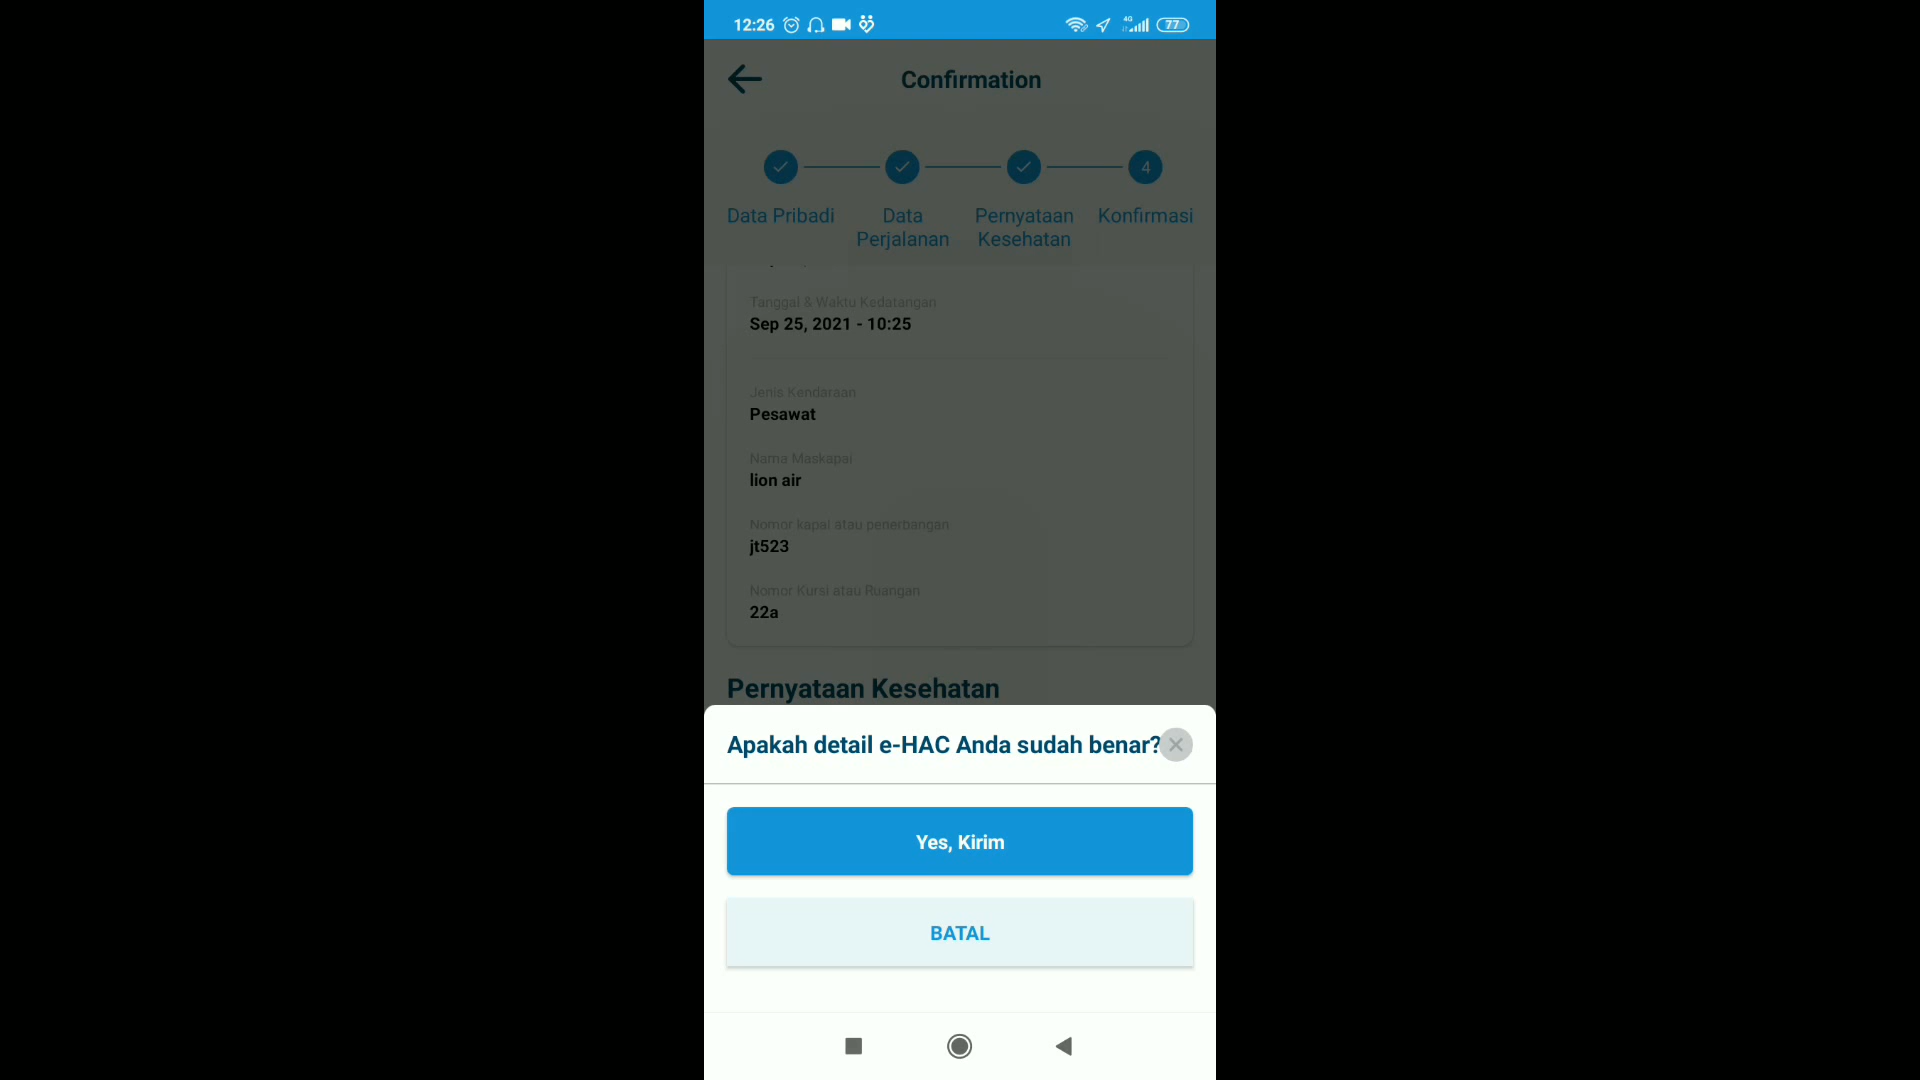 12:26
4G
77
Confirmation
4
Data Pribadi
Data
Perjalanan
Pernyataan
Kesehatan
Konfirmasi
Tanggal & Waktu Kedatangan
Sep 25, 2021 - 10:25
Jenis Kendaraan
Pesawat
Nama Maskapai
lion air
Nomor kapal atau penerbangan
jt523
Nomor Kursi atau Ruangan
22a
Pernyataan Kesehatan
Apakah detail e-HAC Anda sudah benar?
Yes, Kirim
BATAL